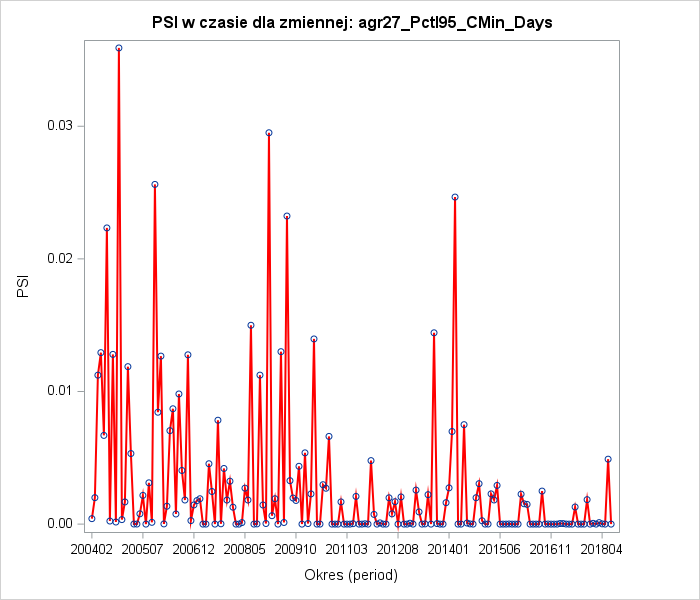 PSI w czasie dla zmiennej: agr27_Pctl95_CMin_Days
0.03
0.02
0.01
0.00
PSI
200402 200507 200612 200805 200910 201103 201208 201401 201506 201611 201804
Okres (period)